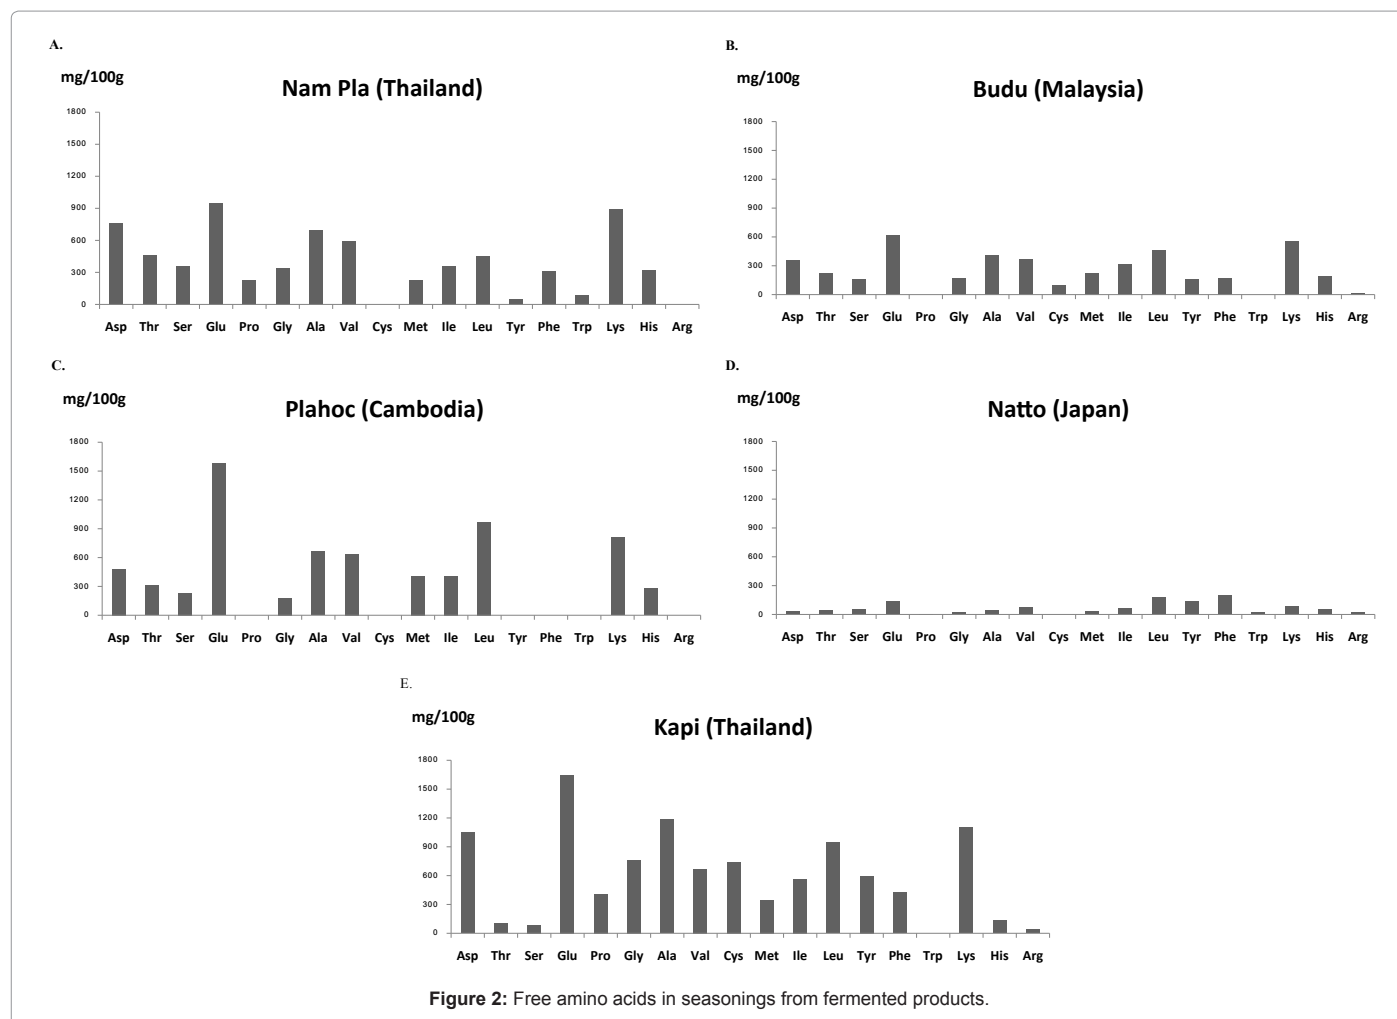 A.
mg/100g
Nam Pla (Thailand)
1800
1500
1200
900
600
300
0
Asp Thr Ser Glu Pro Gly Ala Val Cys Met Ile Leu Tyr Phe Trp Lys His Arg
B.
mg/100g
Budu (Malaysia)
1800
1500
1200
900
600
300
0
Asp Thr Ser Glu Pro Gly Ala Val Cys Met Ile Leu Tyr Phe Trp Lys His Arg
C.
mg/100g
Plahoc (Cambodia)
1800
1500
1200
900
600
300
0
Asp Thr Ser Glu Pro Gly Ala Val Cys Met Ile Leu Tyr Phe Trp Lys His Arg
D.
mg/100g
Natto (Japan)
1800
1500
1200
900
600
300
0
Asp Thr Ser Glu Pro Gly Ala Val Cys Met Ile Leu Tyr Phe Trp Lys His Arg
E.
mg/100g
Kapi (Thailand)
1800
1500
1200
900
600
300
0
Asp Thr Ser Glu Pro Gly Ala Val Cys Met Ile Leu Tyr Phe Trp Lys His Arg
Figure 2: Free amino acids in seasonings from fermented products.